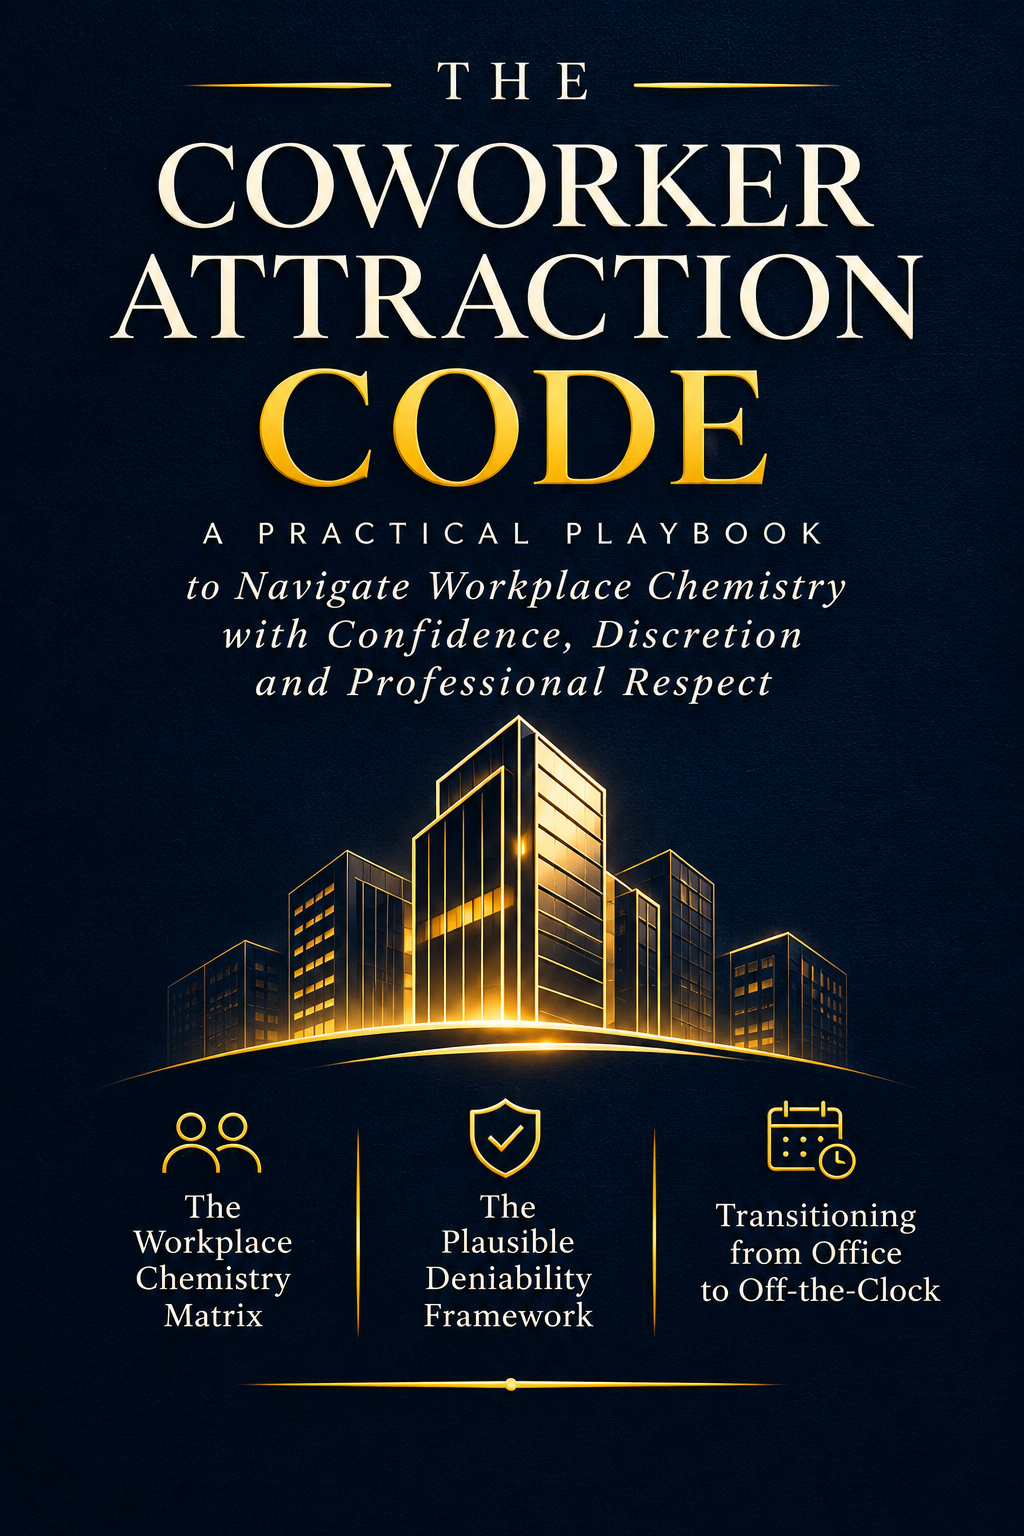 THE
COWORKER
ATTRACTION
CODE
A PRACTICAL PLAYBOOK
to Navigate Workplace Chemistry
with Confidence, Discretion
and Professional Respect
The
Workplace
Chemistry
Matrix
The
Plausible
Deniability
Framework
Transitioning
from Office
to Off-the-Clock